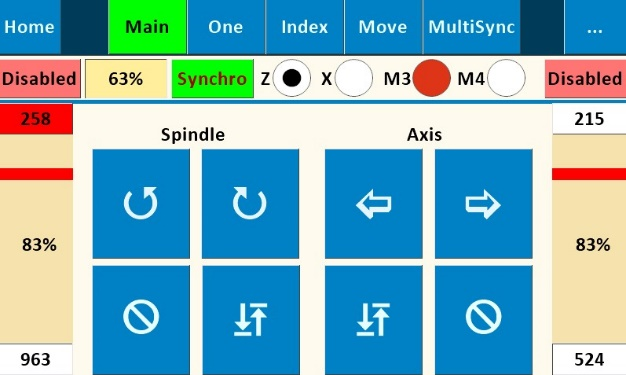 Home Main One Index Move MultiSync ...
Disabled 63% Synchro Z X M3 M4 Disabled
258 215
Spindle Axis
83% 83%
963 524